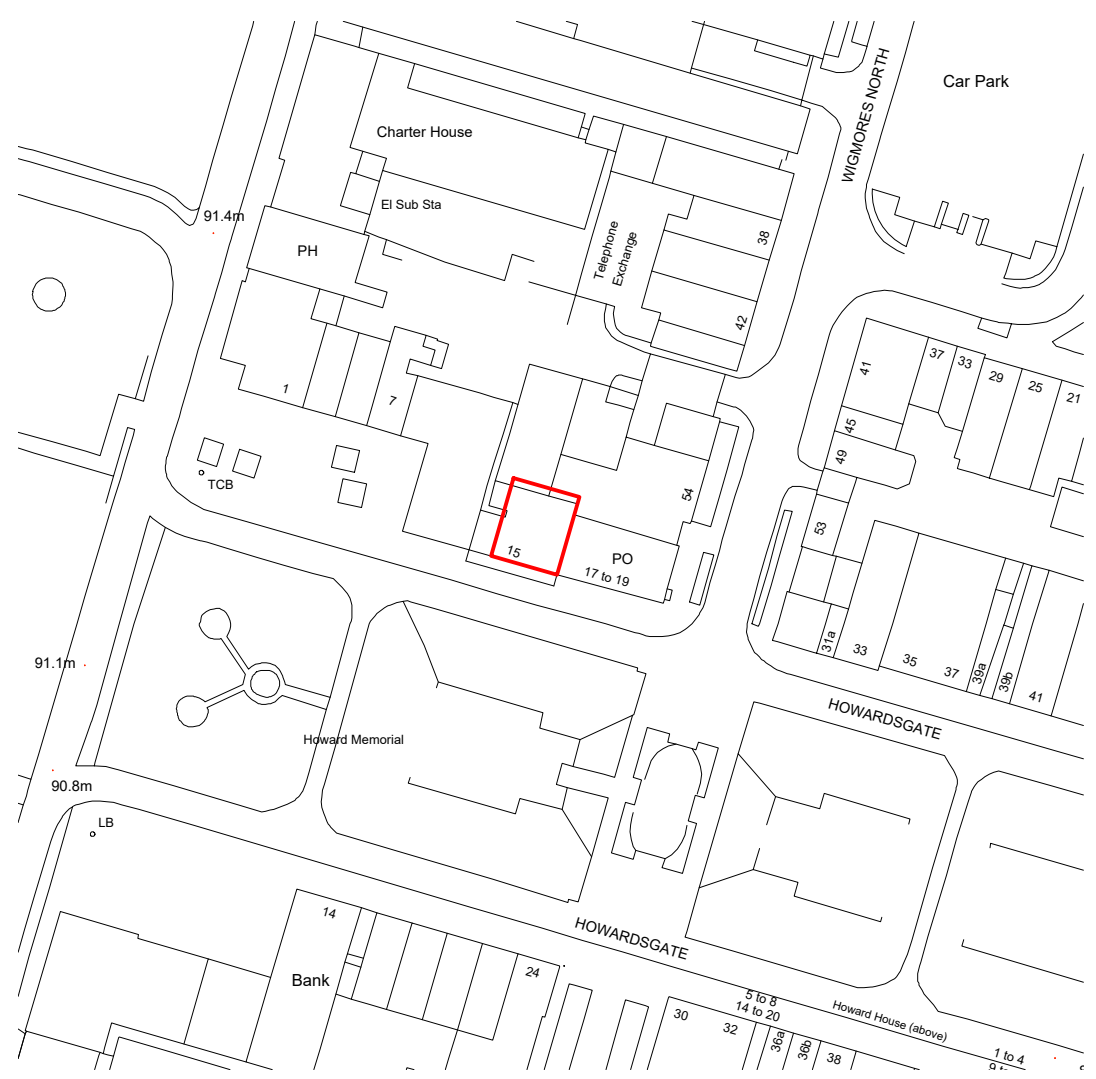 Car Park
WIGMORES NORTH
Charter House
El Sub Sta
91.4m
PH
Telephone
Exchange
38
42
1
7
41
37
33
29
25
21
45
49
TCB
54
53
15
PO
17 to 19
31a
33
35
37
39a
39b
41
91.1m
HOWARDSGATE
Howard Memorial
90.8m
LB
14
HOWARDSGATE
Bank
24
5 to 8
14 to 20
Howard House (above)
30
32
36a
36b
38
1 to 4